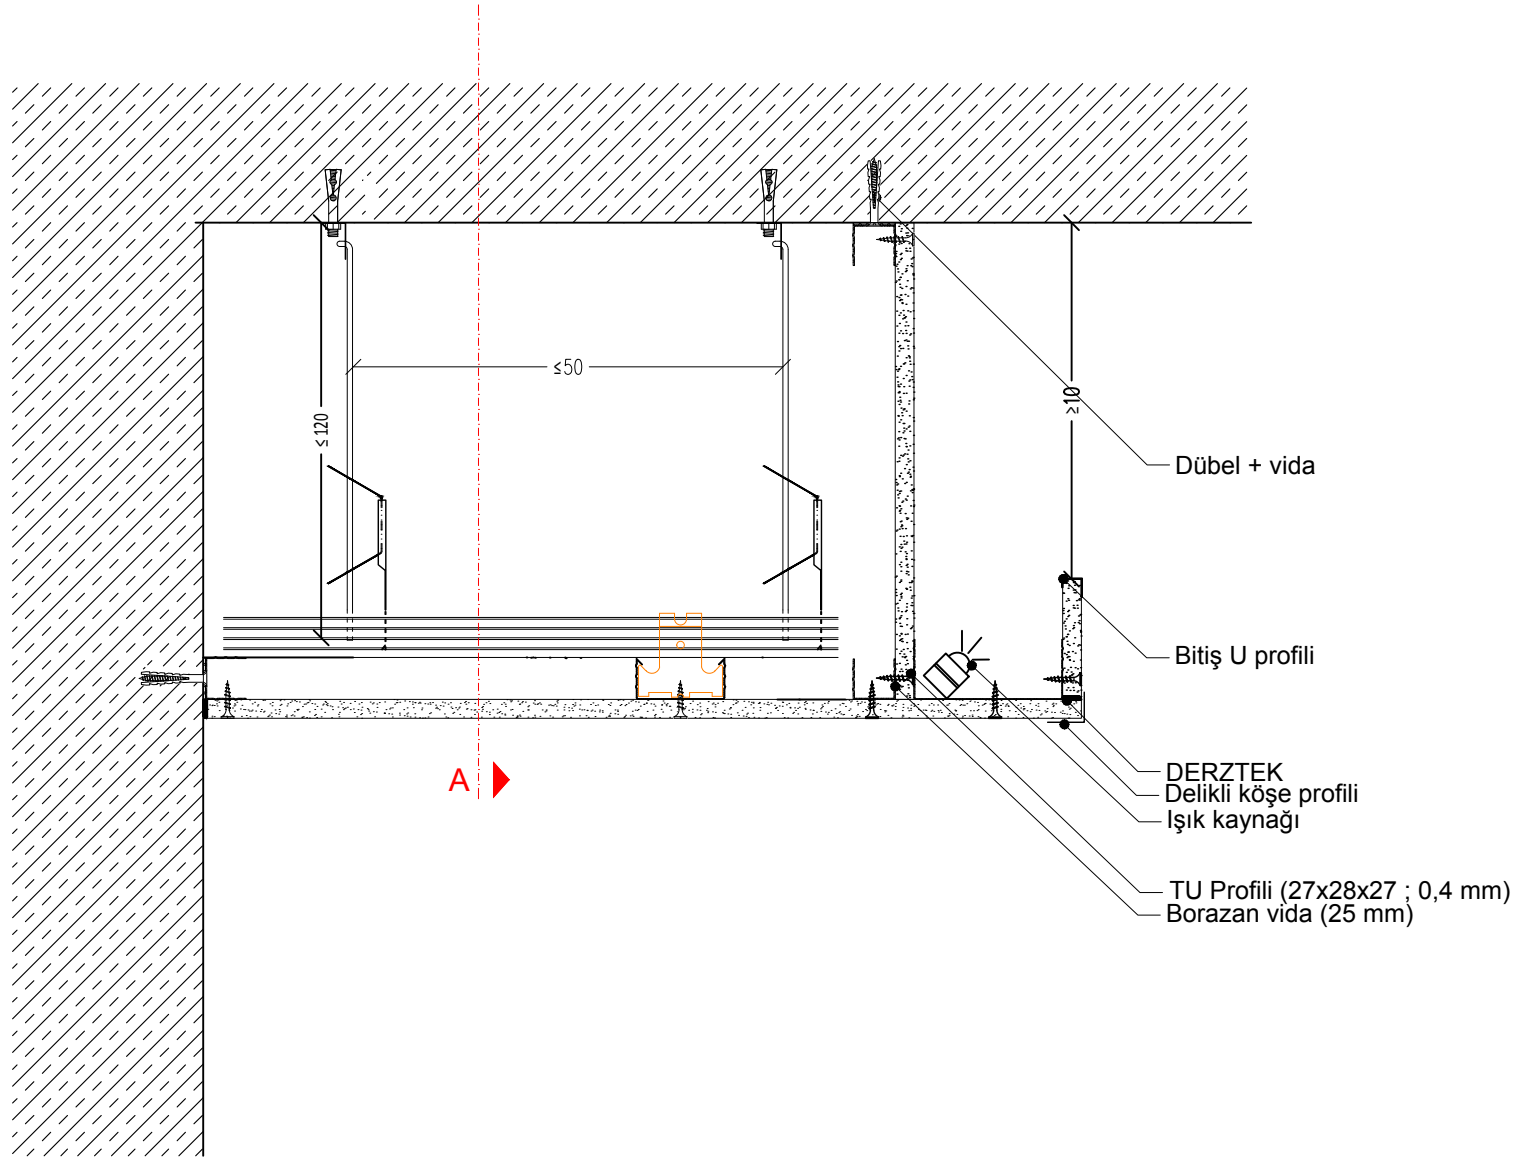 ≤50
≤120
≥10
Dübel + vida
Bitiş U profili
A
DERZTEK
Delikli köşe profili
Işık kaynağı
TU Profili (27x28x27 ; 0,4 mm)
Borazan vida (25 mm)